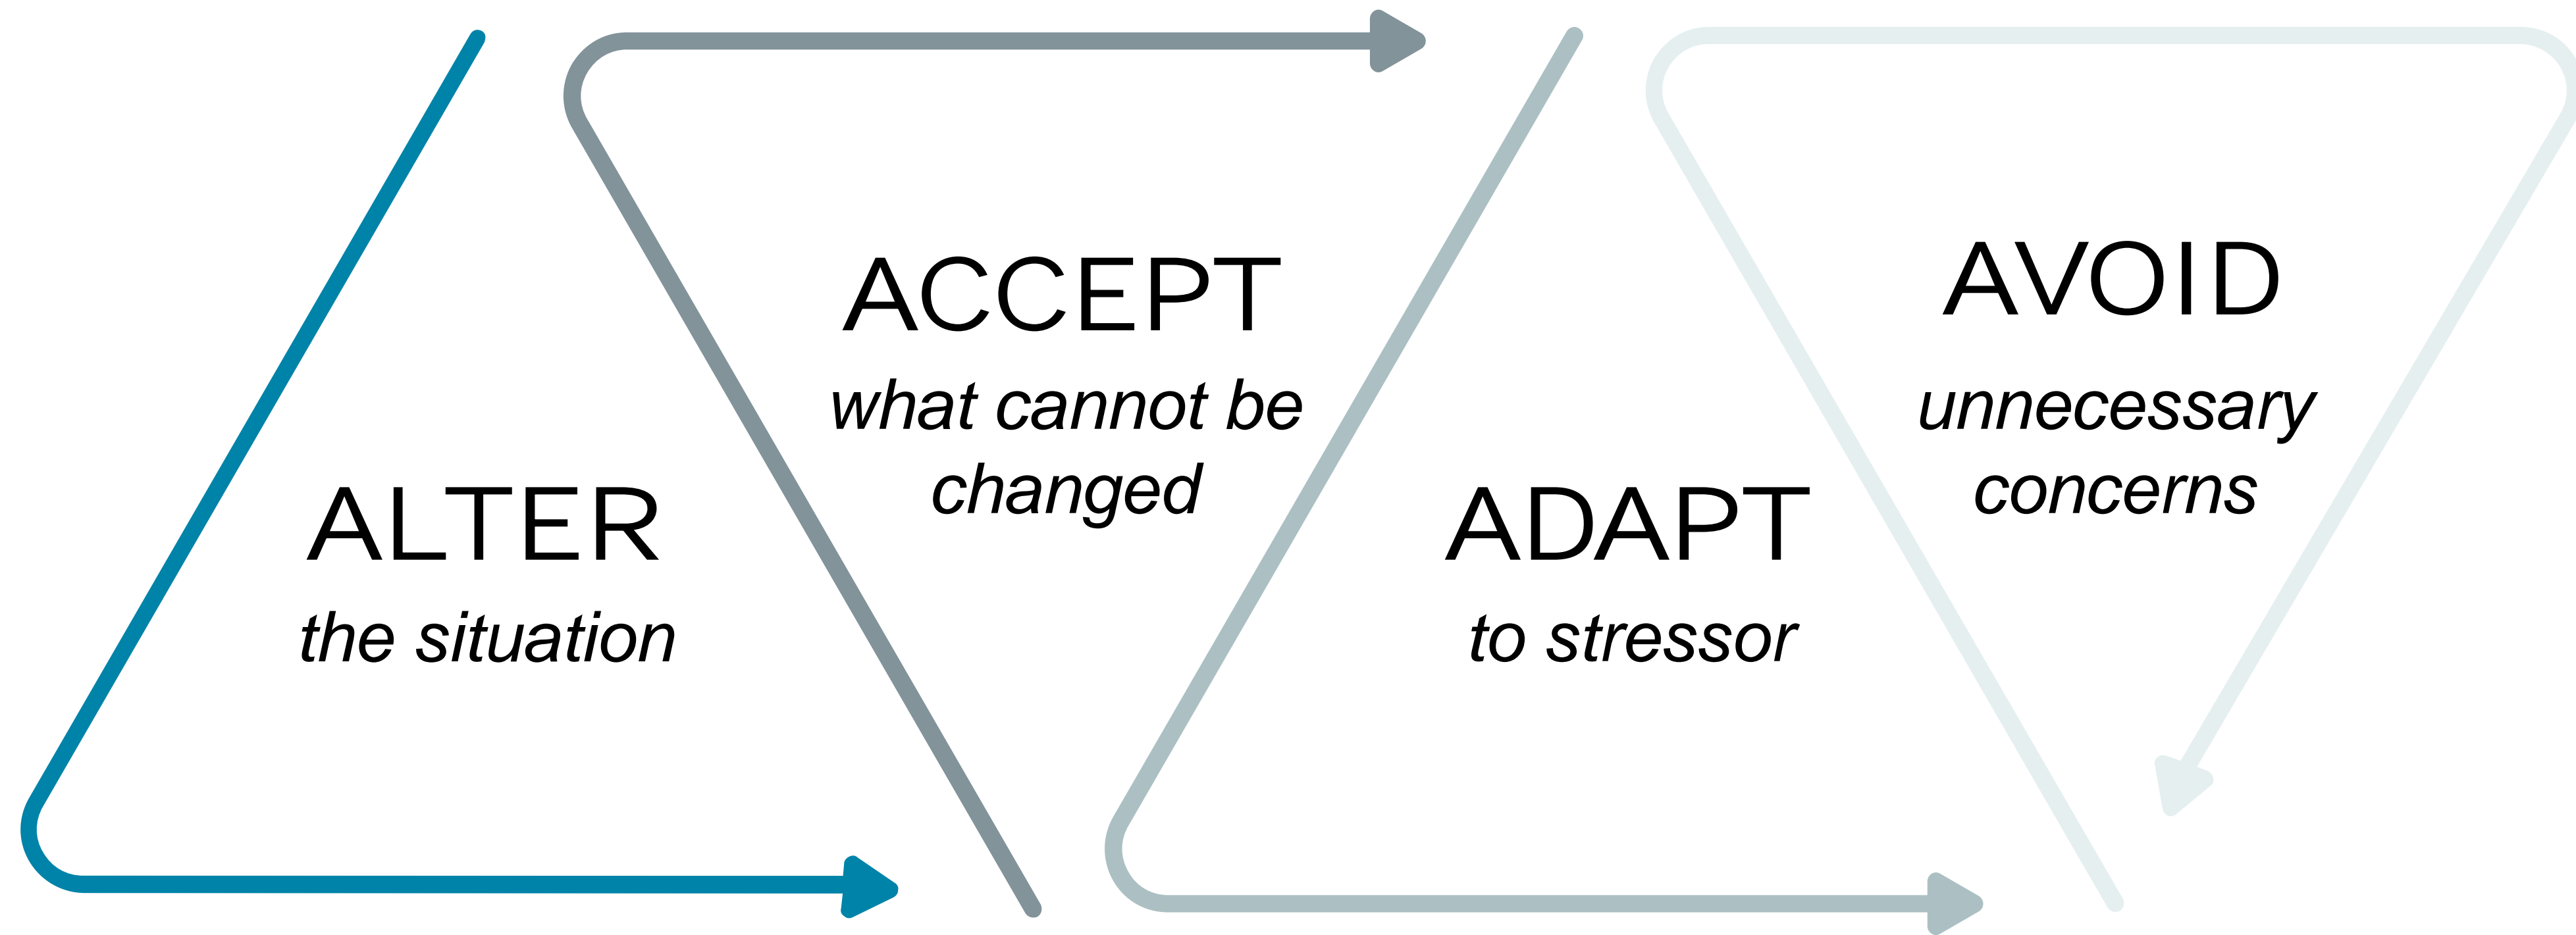 ALTER
the situation
ACCEPT
what cannot be
changed
ADAPT
to stressor
AVOID
unnecessary
concerns